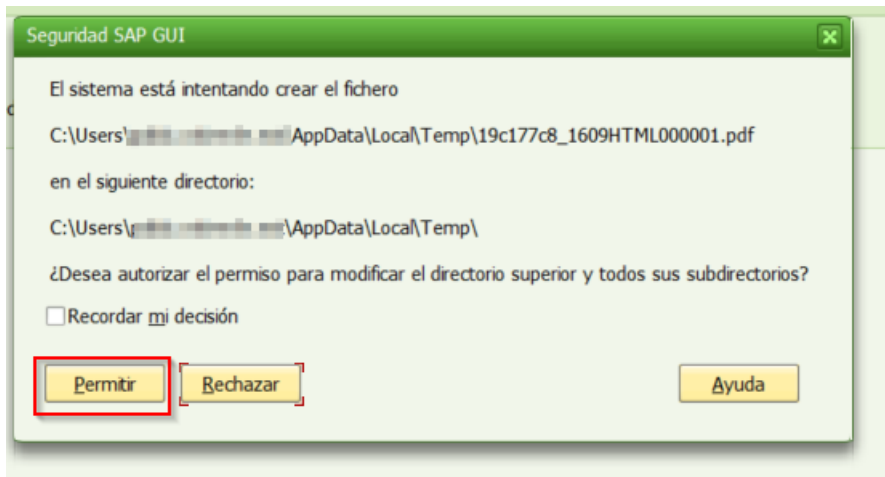 Seguridad SAP GUI
El sistema está intentando crear el fichero
C:\Users\ AppData\Local\Temp\19c177c8_1609HTML000001.pdf
en el siguiente directorio:
C:\Users\ \AppData\Local\Temp\
¿Desea autorizar el permiso para modificar el directorio superior y todos sus subdirectorios?
Recordar mi decisión
Permitir Rechazar Ayuda